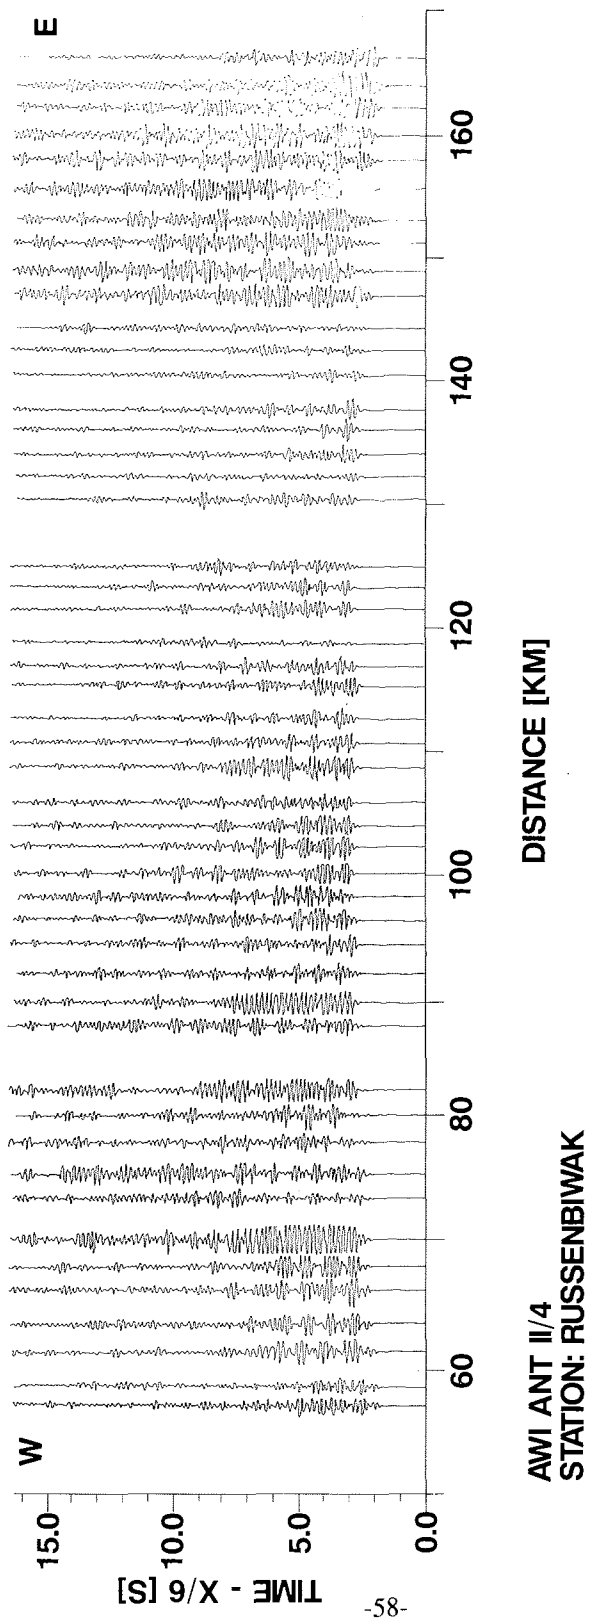 W
E
TIME - X/6 [S]
15.0
10.0
5.0
0.0
60
80
100
120
140
160
DISTANCE [KM]
AWI ANT II/4
STATION: RUSSENBIWAK
-58-